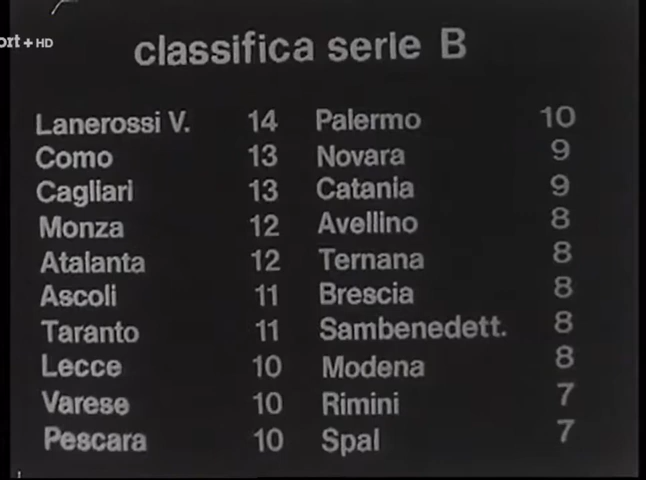 ort + HD
classifica serie B
Lanerossi V. 14 Palermo 10
Como 13 Novara 9
Cagliari 13 Catania 9
Monza 12 Avellino 8
Atalanta 12 Ternana 8
Ascoli 11 Brescia 8
Taranto 11 Sambenedett. 8
Lecce 10 Modena 8
Varese 10 Rimini 7
Pescara 10 Spal 7